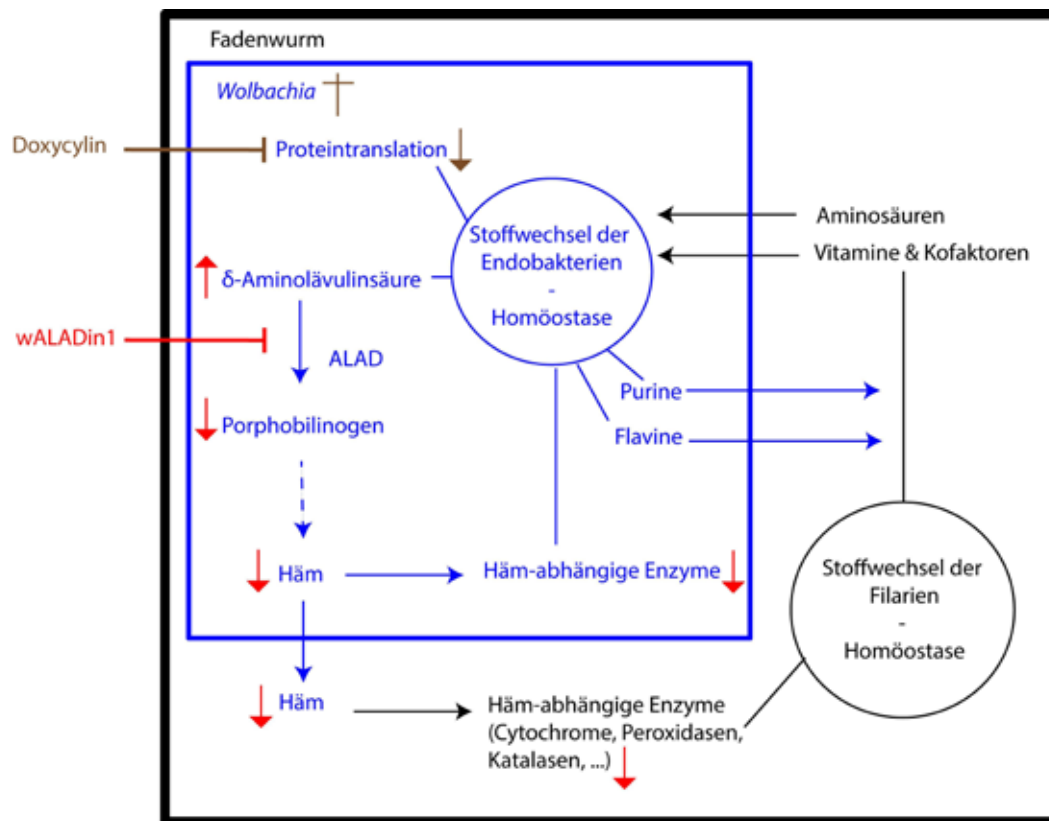 Fadenwurm
Wolbachia
Doxycylin
Proteintranslation
Stoffwechsel der
Endobakterien
-
Homöostase
Aminosäuren
Vitamine & Kofaktoren
δ-Aminolävulinsäure
wALADin1
ALAD
Purine
Porphobilinogen
Flavine
Häm
Häm-abhängige Enzyme
Stoffwechsel der
Filarien
-
Homöostase
Häm
Häm-abhängige Enzyme
(Cytochrome, Peroxidasen,
Katalasen, ...)